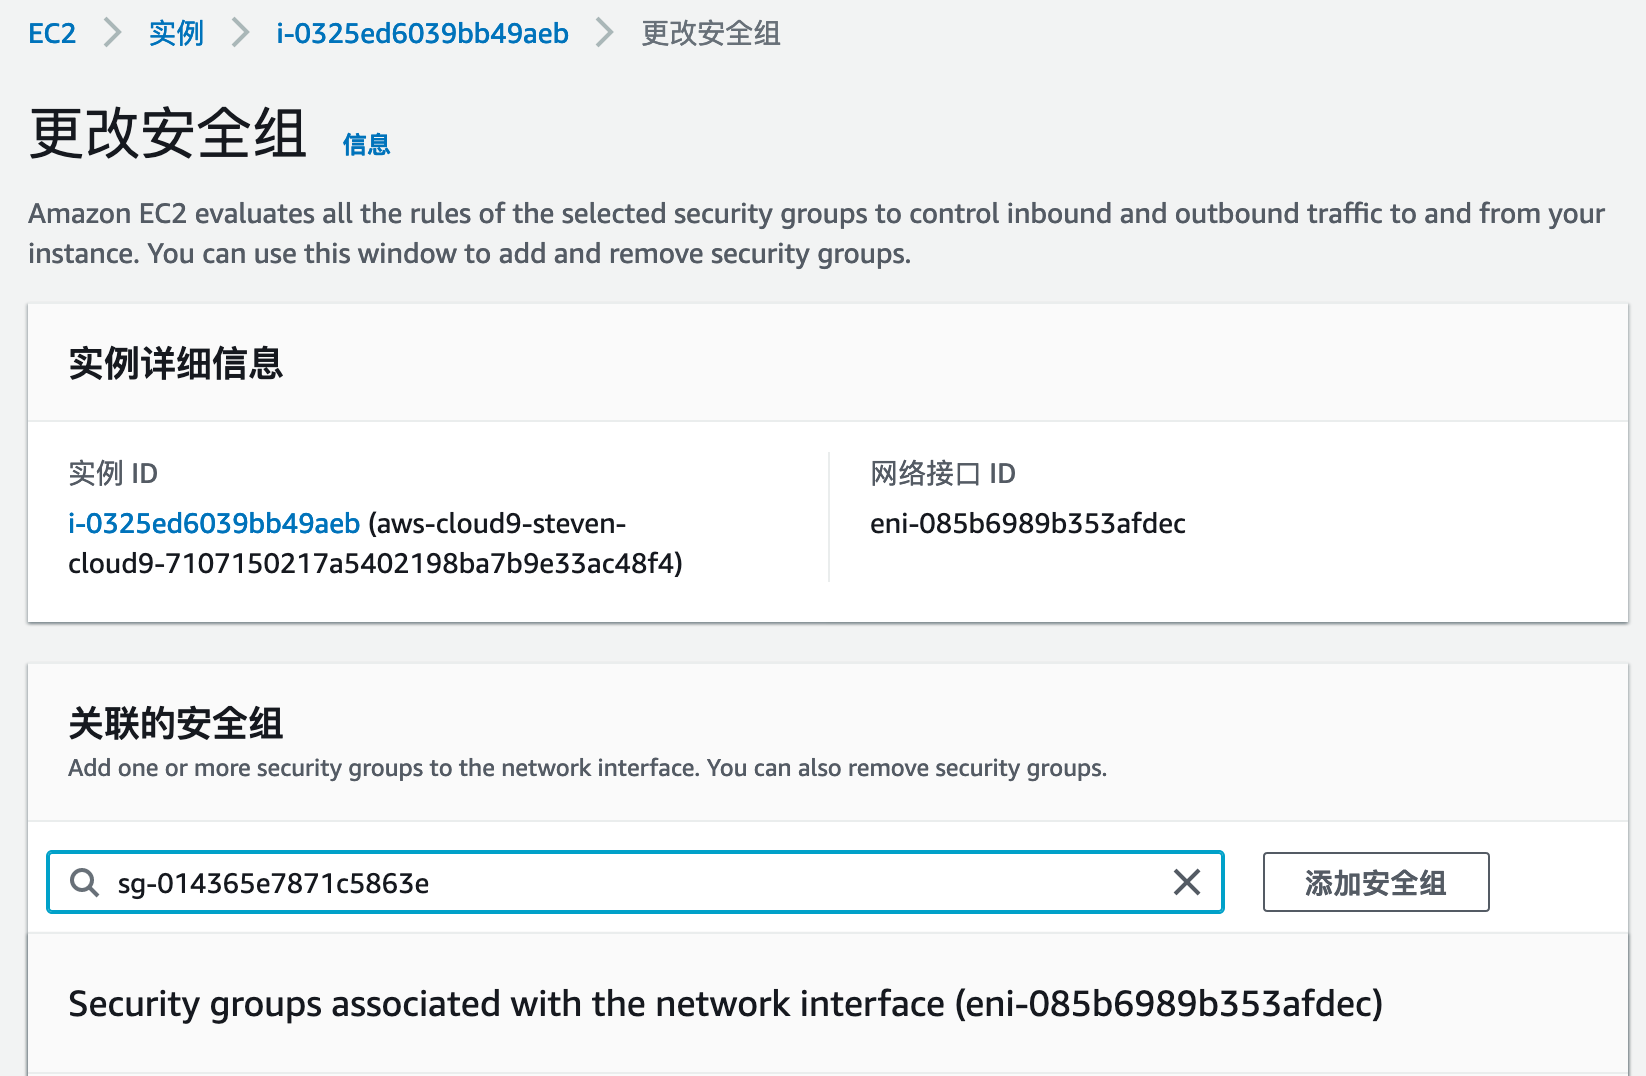 EC2 > 实例 > i-0325ed6039bb49aeb > 更改安全组
更改安全组 信息
Amazon EC2 evaluates all the rules of the selected security groups to control inbound and outbound traffic to and from your
instance. You can use this window to add and remove security groups.
实例详细信息
实例 ID
i-0325ed6039bb49aeb (aws-cloud9-steven-
cloud9-7107150217a5402198ba7b9e33ac48f4)
网络接口 ID
eni-085b6989b353afdec
关联的安全组
Add one or more security groups to the network interface. You can also remove security groups.
sg-014365e7871c5863e
添加安全组
Security groups associated with the network interface (eni-085b6989b353afdec)